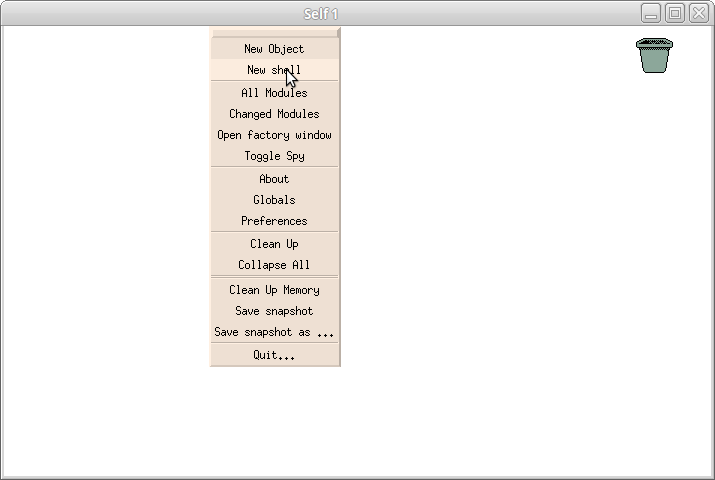 Self 1
New Object
New shell
All Modules
Changed Modules
Open factory window
Toggle Spy
About
Globals
Preferences
Clean Up
Collapse All
Clean Up Memory
Save snapshot
Save snapshot as ...
Quit...